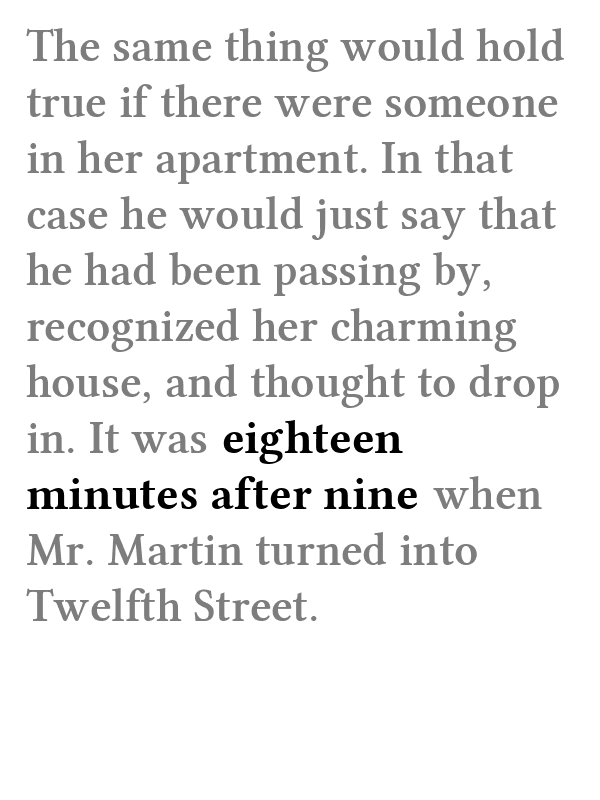 The same thing would hold
true if there were someone
in her apartment. In that
case he would just say that
he had been passing by,
recognized her charming
house, and thought to drop
in. It was eighteen
minutes after nine when
Mr. Martin turned into
Twelfth Street.